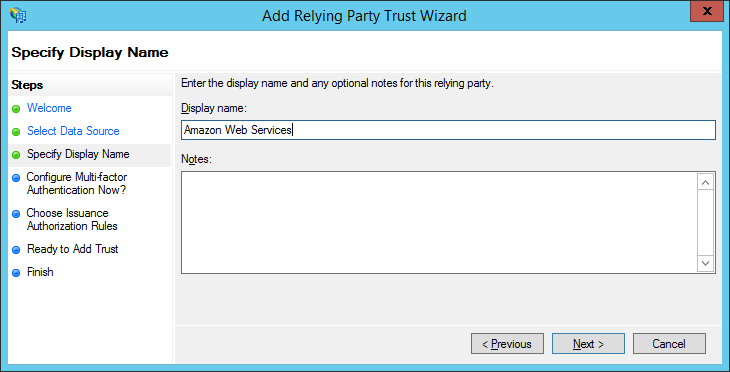 Add Relying Party Trust Wizard
X
Specify Display Name
Steps
Welcome
Select Data Source
Specify Display Name
Configure Multi-factor
Authentication Now?
Choose Issuance
Authorization Rules
Ready to Add Trust
Finish
Enter the display name and any optional notes for this relying party.
Display name:
Amazon Web Services
Notes:
< Previous
Next >
Cancel